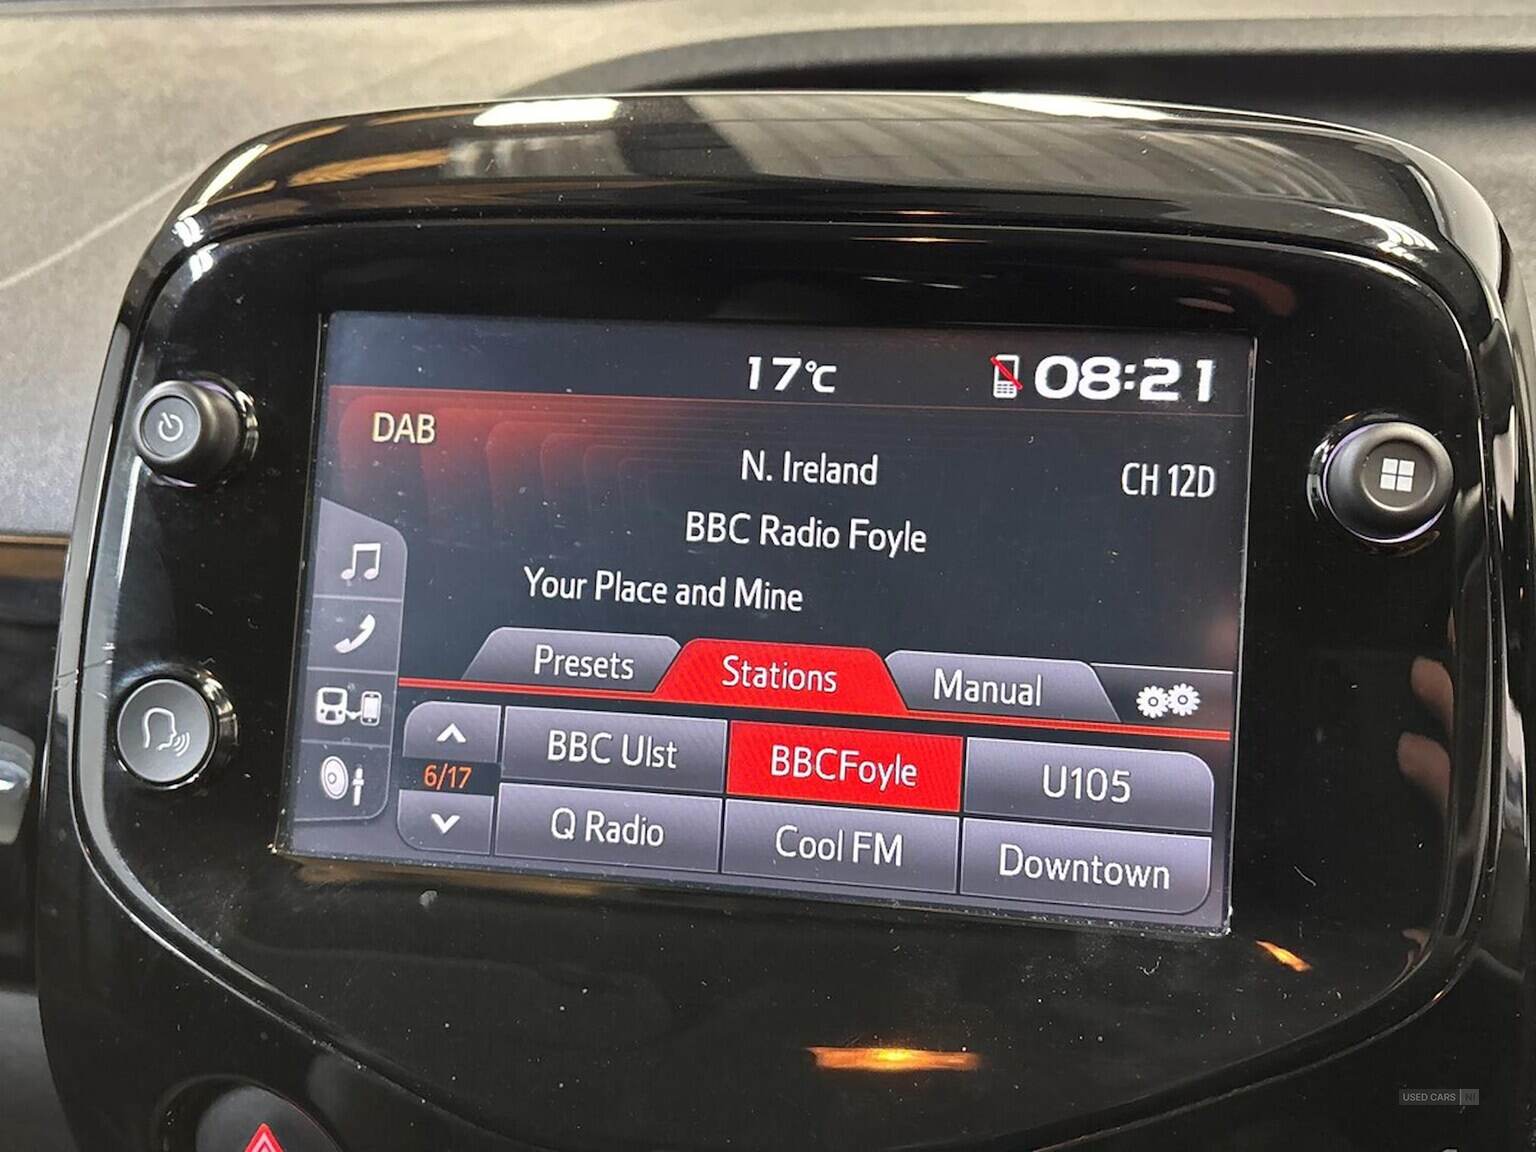 17°C
08:21
DAB
N. Ireland
CH 12D
BBC Radio Foyle
Your Place and Mine
Presets
Stations
Manual
BBC Ulst
BBCFoyle
U105
6/17
Q Radio
Cool FM
Downtown
USED CARS NI